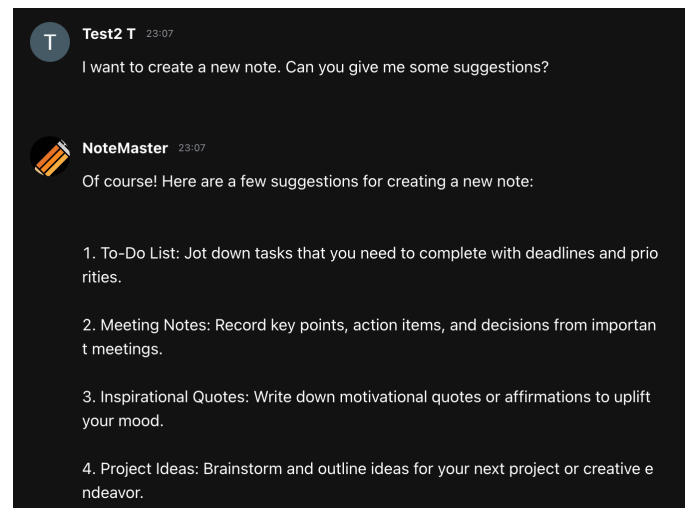 T
Test2 T 23:07
I want to create a new note. Can you give me some suggestions?
NoteMaster 23:07
Of course! Here are a few suggestions for creating a new note:
1. To-Do List: Jot down tasks that you need to complete with deadlines and prio
rities.
2. Meeting Notes: Record key points, action items, and decisions from importan
t meetings.
3. Inspirational Quotes: Write down motivational quotes or affirmations to uplift
your mood.
4. Project Ideas: Brainstorm and outline ideas for your next project or creative e
ndeavor.